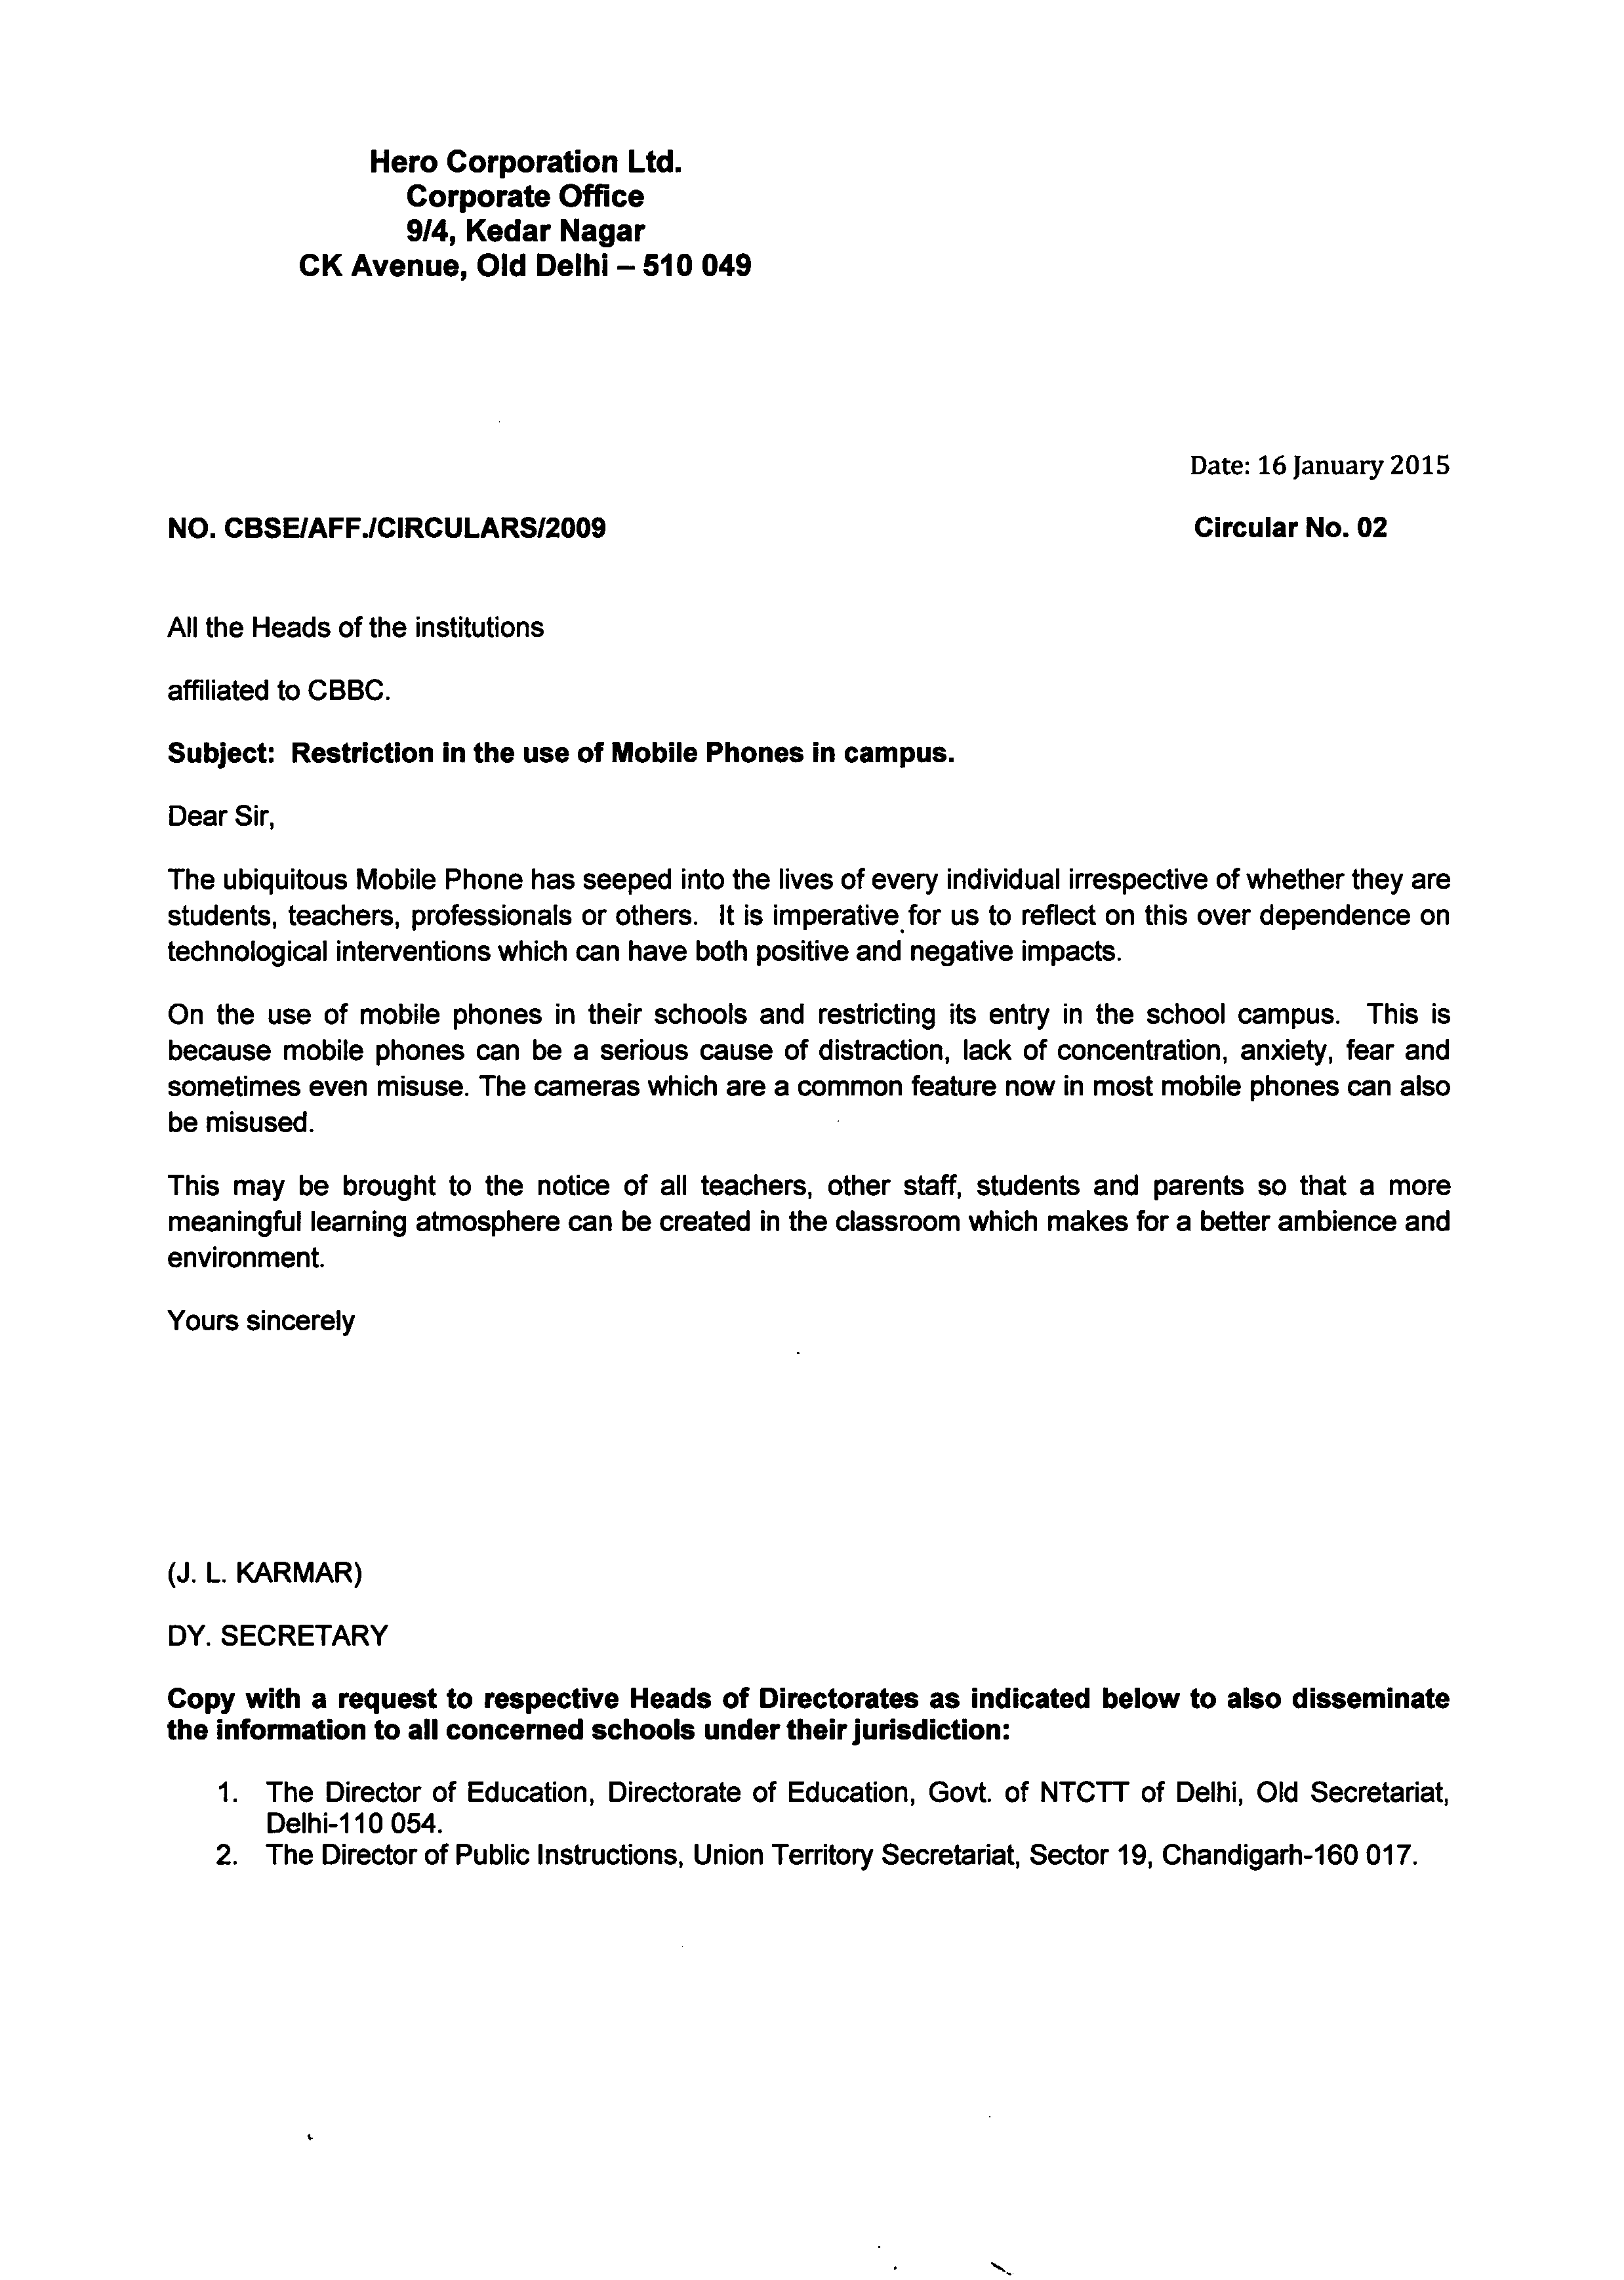 Hero Corporation Ltd.
Corporate Office
9/4, Kedar Nagar
CK Avenue, Old Delhi – 510 049
Date: 16 January 2015
NO. CBSE/AFF./CIRCULARS/2009 Circular No. 02
All the Heads of the institutions
affiliated to CBBC.
Subject: Restriction in the use of Mobile Phones in campus.
Dear Sir,
The ubiquitous Mobile Phone has seeped into the lives of every individual irrespective of whether they are
students, teachers, professionals or others. It is imperative for us to reflect on this over dependence on
technological interventions which can have both positive and negative impacts.
On the use of mobile phones in their schools and restricting its entry in the school campus. This is
because mobile phones can be a serious cause of distraction, lack of concentration, anxiety, fear and
sometimes even misuse. The cameras which are a common feature now in most mobile phones can also
be misused.
This may be brought to the notice of all teachers, other staff, students and parents so that a more
meaningful learning atmosphere can be created in the classroom which makes for a better ambience and
environment.
Yours sincerely
(J. L. KARMAR)
DY. SECRETARY
Copy with a request to respective Heads of Directorates as indicated below to also disseminate
the information to all concerned schools under their jurisdiction:
1. The Director of Education, Directorate of Education, Govt. of NTCTT of Delhi, Old Secretariat,
Delhi-110 054.
2. The Director of Public Instructions, Union Territory Secretariat, Sector 19, Chandigarh-160 017.